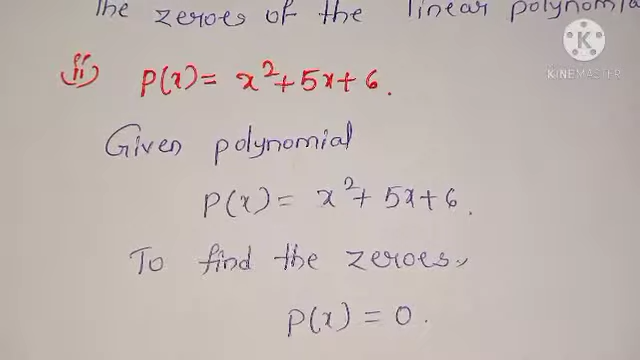 The zeroes of the linear polynomia
ii) P(x) = x²+5x+6.
Given polynomial
P(x) = x²+5x+6.
To find the zeroes,
P(x) = 0.
K
KINEMASTER